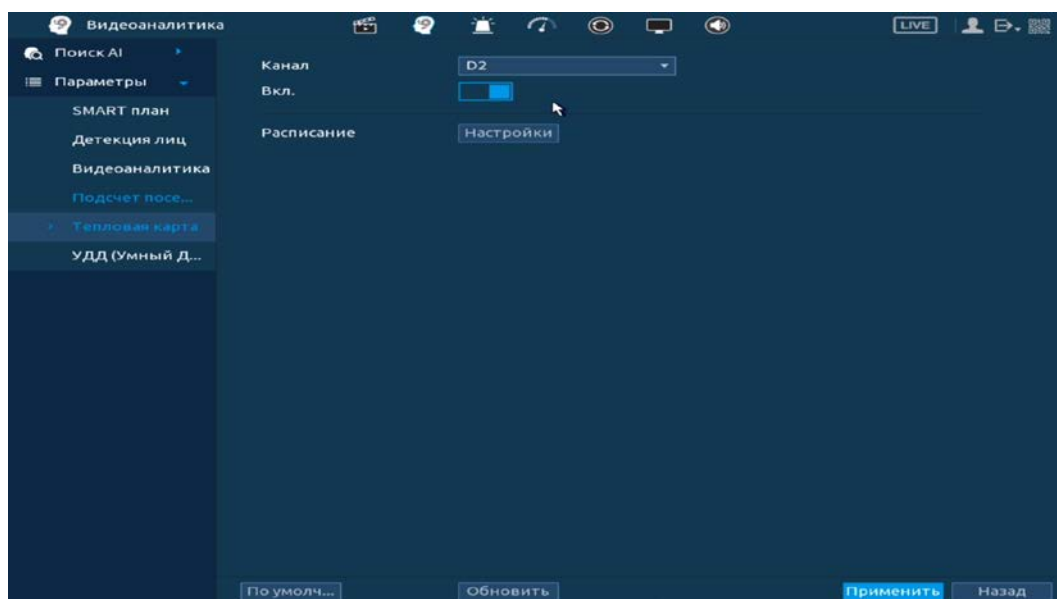 Видеоаналитика
LIVE
Поиск AI
Параметры
SMART план
Детекция лиц
Видеоаналитика
Подсчет посе...
Тепловая карта
УДД (Умный Д...
Канал
D2
Вкл.
Расписание
Настройки
По умолч...
Обновить
Применить
Назад